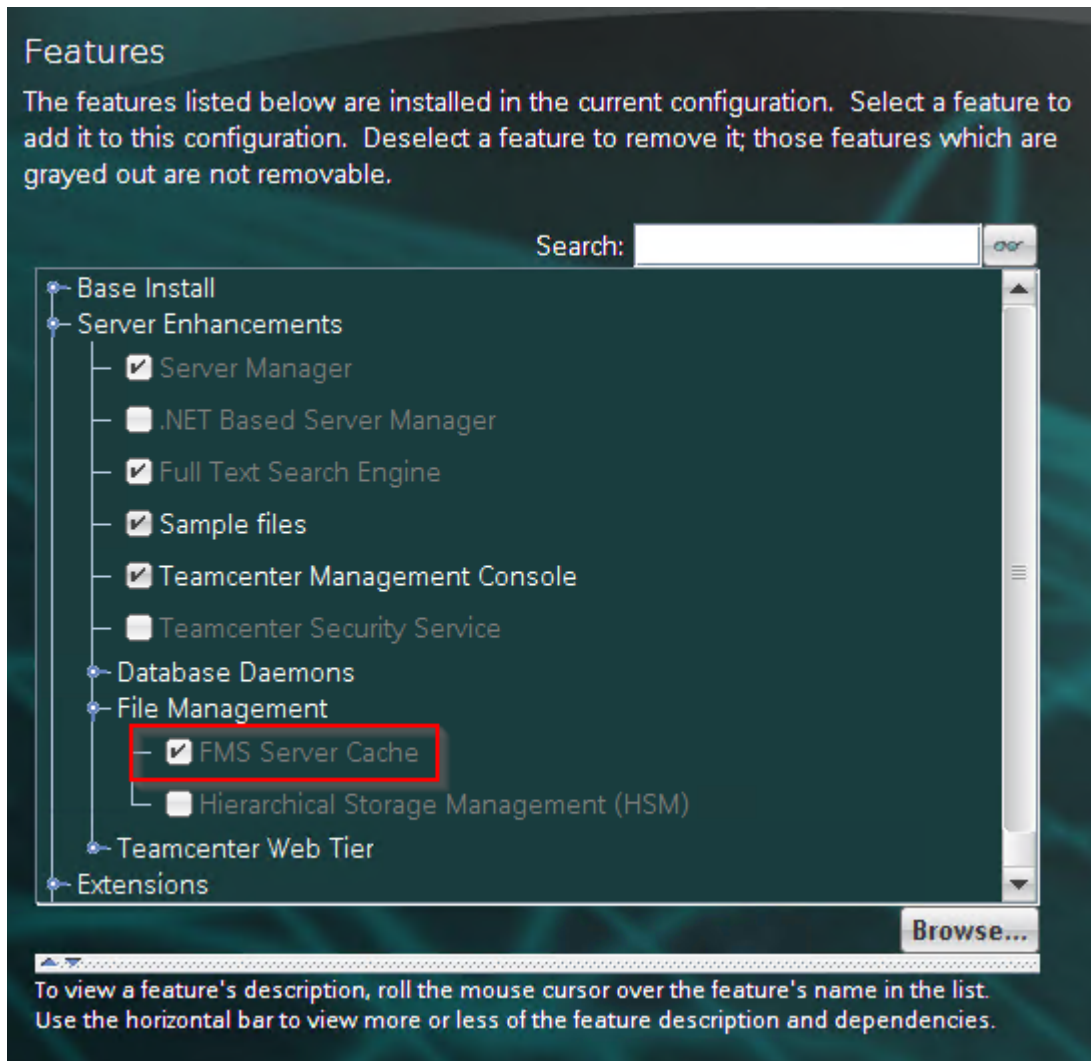 Features
The features listed below are installed in the current configuration.  Select a feature to
add it to this configuration.  Deselect a feature to remove it; those features which are
grayed out are not removable.
Search:
Base Install
Server Enhancements
Server Manager
.NET Based Server Manager
Full Text Search Engine
Sample files
Teamcenter Management Console
Teamcenter Security Service
Database Daemons
File Management
FMS Server Cache
Hierarchical Storage Management (HSM)
Teamcenter Web Tier
Extensions
Browse...
To view a feature's description, roll the mouse cursor over the feature's name in the list.
Use the horizontal bar to view more or less of the feature description and dependencies.